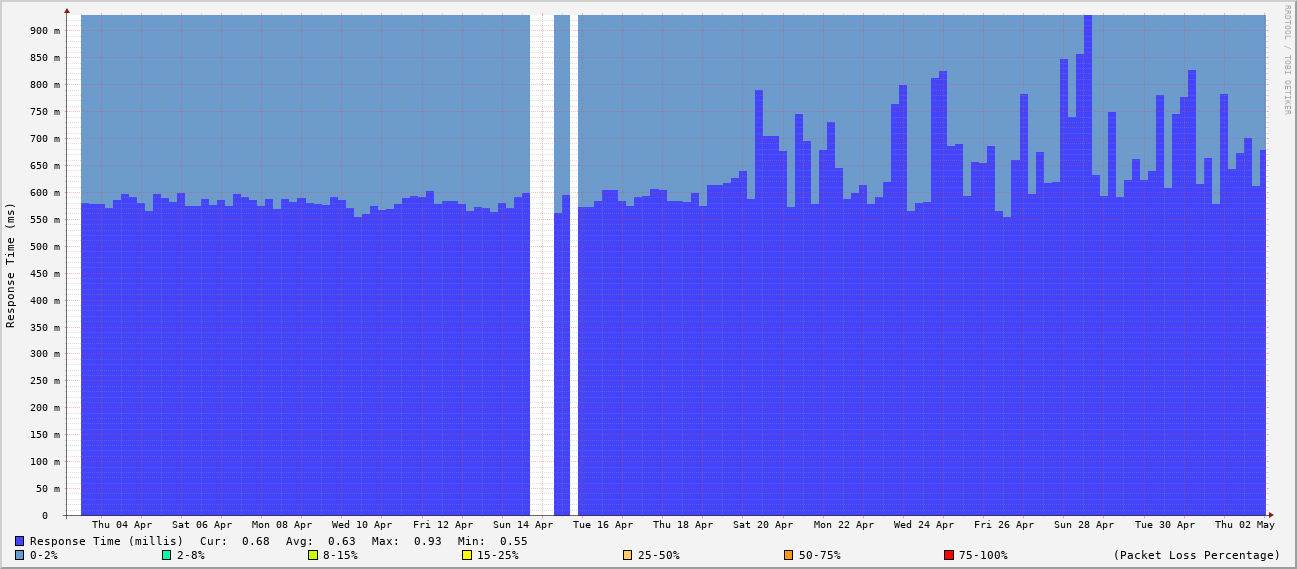 RRDTOOL / TOBI OETIKER
Response Time (ms)
900 m
850 m
800 m
750 m
700 m
650 m
600 m
550 m
500 m
450 m
400 m
350 m
300 m
250 m
200 m
150 m
100 m
50 m
0
Thu 04 Apr Sat 06 Apr Mon 08 Apr Wed 10 Apr Fri 12 Apr Sun 14 Apr Tue 16 Apr Thu 18 Apr Sat 20 Apr Mon 22 Apr Wed 24 Apr Fri 26 Apr Sun 28 Apr Tue 30 Apr Thu 02 May
Response Time (millis) Cur: 0.68 Avg: 0.63 Max: 0.93 Min: 0.55
0-2% 2-8% 8-15% 15-25% 25-50% 50-75% 75-100% (Packet Loss Percentage)